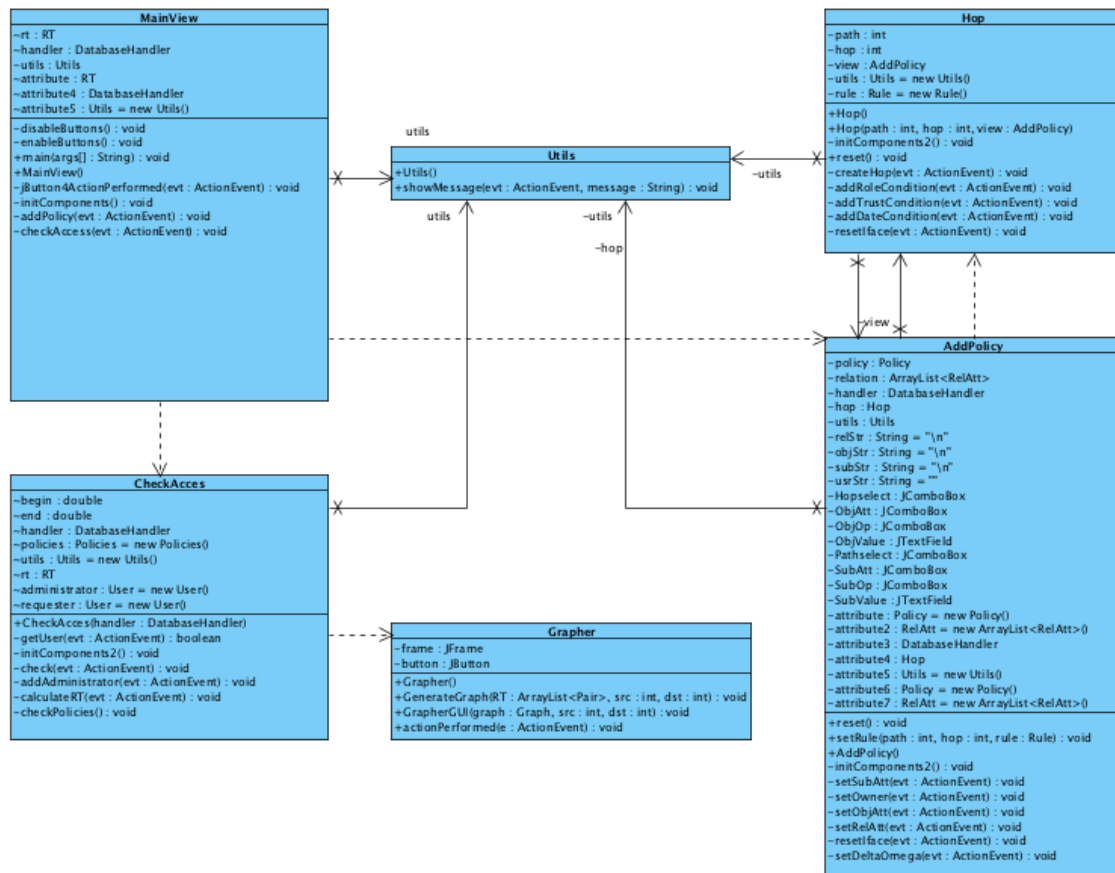 MainView
~rt : RT
~handler : DatabaseHandler
-utils : Utils
~attribute : RT
~attribute4 : DatabaseHandler
~attribute5 : Utils = new Utils()
-disableButtons() : void
-enableButtons() : void
+main(args[] : String) : void
+MainView()
-jButton4ActionPerformed(evt : ActionEvent) : void
-initComponents() : void
-addPolicy(evt : ActionEvent) : void
-checkAccess(evt : ActionEvent) : void
utils
Utils
+Utils()
+showMessage(evt : ActionEvent, message : String) : void
-utils
utils
-utils
-hop
Hop
-path : int
-hop : int
-view : AddPolicy
-utils : Utils = new Utils()
-rule : Rule = new Rule()
+Hop()
+Hop(path : int, hop : int, view : AddPolicy)
-initComponents2() : void
+reset() : void
-createHop(evt : ActionEvent) : void
-addRoleCondition(evt : ActionEvent) : void
-addTrustCondition(evt : ActionEvent) : void
-addDateCondition(evt : ActionEvent) : void
-resetIface(evt : ActionEvent) : void
-view
AddPolicy
-policy : Policy
-relation : ArrayList<RelAtt>
-handler : DatabaseHandler
-hop : Hop
-utils : Utils
-relStr : String = "\n"
-objStr : String = "\n"
-subStr : String = "\n"
-usrStr : String = ""
-Hopselect : JComboBox
-ObjAtt : JComboBox
-ObjOp : JComboBox
-ObjValue : JTextField
-Pathselect : JComboBox
-SubAtt : JComboBox
-SubOp : JComboBox
-SubValue : JTextField
-attribute : Policy = new Policy()
-attribute2 : RelAtt = new ArrayList<RelAtt>()
-attribute3 : DatabaseHandler
-attribute4 : Hop
-attribute5 : Utils = new Utils()
-attribute6 : Policy = new Policy()
-attribute7 : RelAtt = new ArrayList<RelAtt>()
+reset() : void
+setRule(path : int, hop : int, rule : Rule) : void
+AddPolicy()
-initComponents2() : void
-setSubAtt(evt : ActionEvent) : void
-setOwner(evt : ActionEvent) : void
-setObjAtt(evt : ActionEvent) : void
-setRelAtt(evt : ActionEvent) : void
-resetIface(evt : ActionEvent) : void
-setDeltaOmega(evt : ActionEvent) : void
CheckAcces
~begin : double
~end : double
~handler : DatabaseHandler
~policies : Policies = new Policies()
~utils : Utils = new Utils()
~rt : RT
~administrator : User = new User()
~requester : User = new User()
+CheckAcces(handler : DatabaseHandler)
-getUser(evt : ActionEvent) : boolean
-initComponents2() : void
-check(evt : ActionEvent) : void
-addAdministrator(evt : ActionEvent) : void
-calculateRT(evt : ActionEvent) : void
-checkPolicies() : void
Grapher
-frame : JFrame
-button : JButton
+Grapher()
+GenerateGraph(RT : ArrayList<Pair>, src : int, dst : int) : void
+GrapherGUI(graph : Graph, src : int, dst : int) : void
+actionPerformed(e : ActionEvent) : void